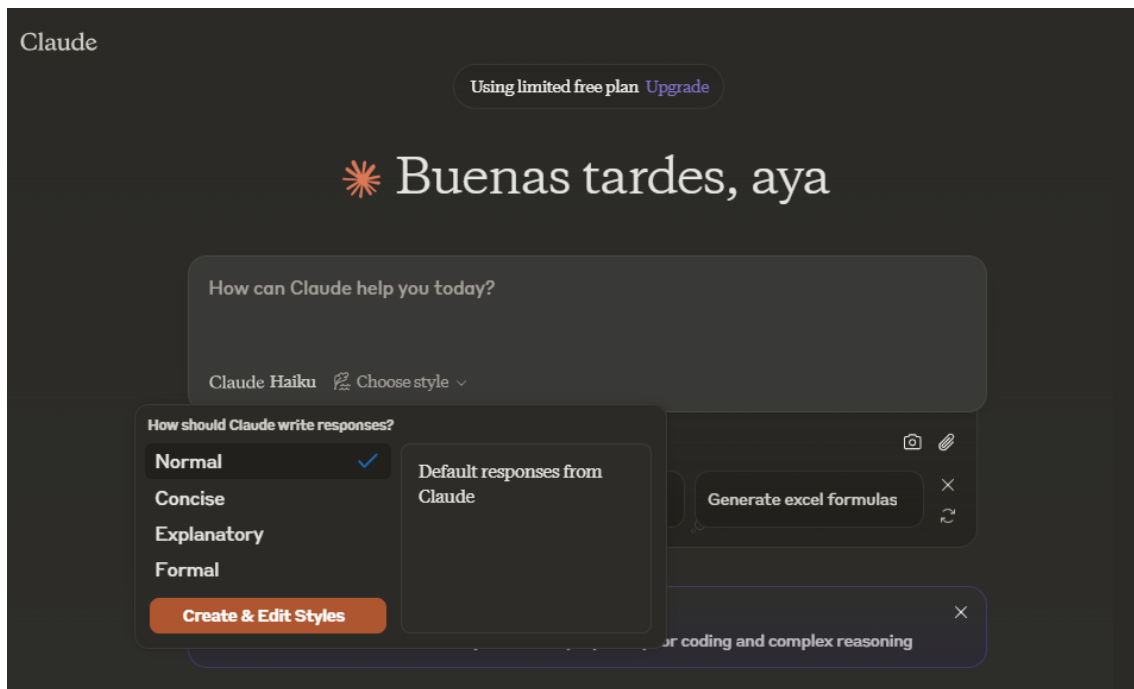 Claude
Using limited free plan Upgrade
Buenas tardes, aya
How can Claude help you today?
Claude Haiku Choose style
How should Claude write responses?
Normal
Concise
Explanatory
Formal
Create & Edit Styles
Default responses from
Claude
Generate excel formulas
or coding and complex reasoning